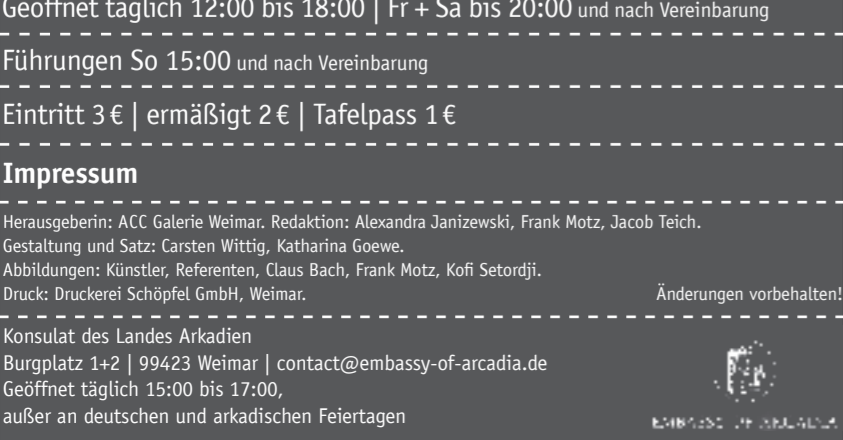 Geöffnet täglich 12:00 bis 18:00 | Fr + Sa bis 20:00 und nach Vereinbarung
Führungen So 15:00 und nach Vereinbarung
Eintritt 3 € | ermäßigt 2 € | Tafelpass 1 €
Impressum
Herausgeberin: ACC Galerie Weimar. Redaktion: Alexandra Janizewski, Frank Motz, Jacob Teich.
Gestaltung und Satz: Carsten Wittig, Katharina Goewe.
Abbildungen: Künstler, Referenten, Claus Bach, Frank Motz, Kofi Setordji.
Druck: Druckerei Schöpfel GmbH, Weimar. Änderungen vorbehalten!
Konsulat des Landes Arkadien
Burgplatz 1+2 | 99423 Weimar | contact@embassy-of-arcadia.de
Geöffnet täglich 15:00 bis 17:00,
außer an deutschen und arkadischen Feiertagen